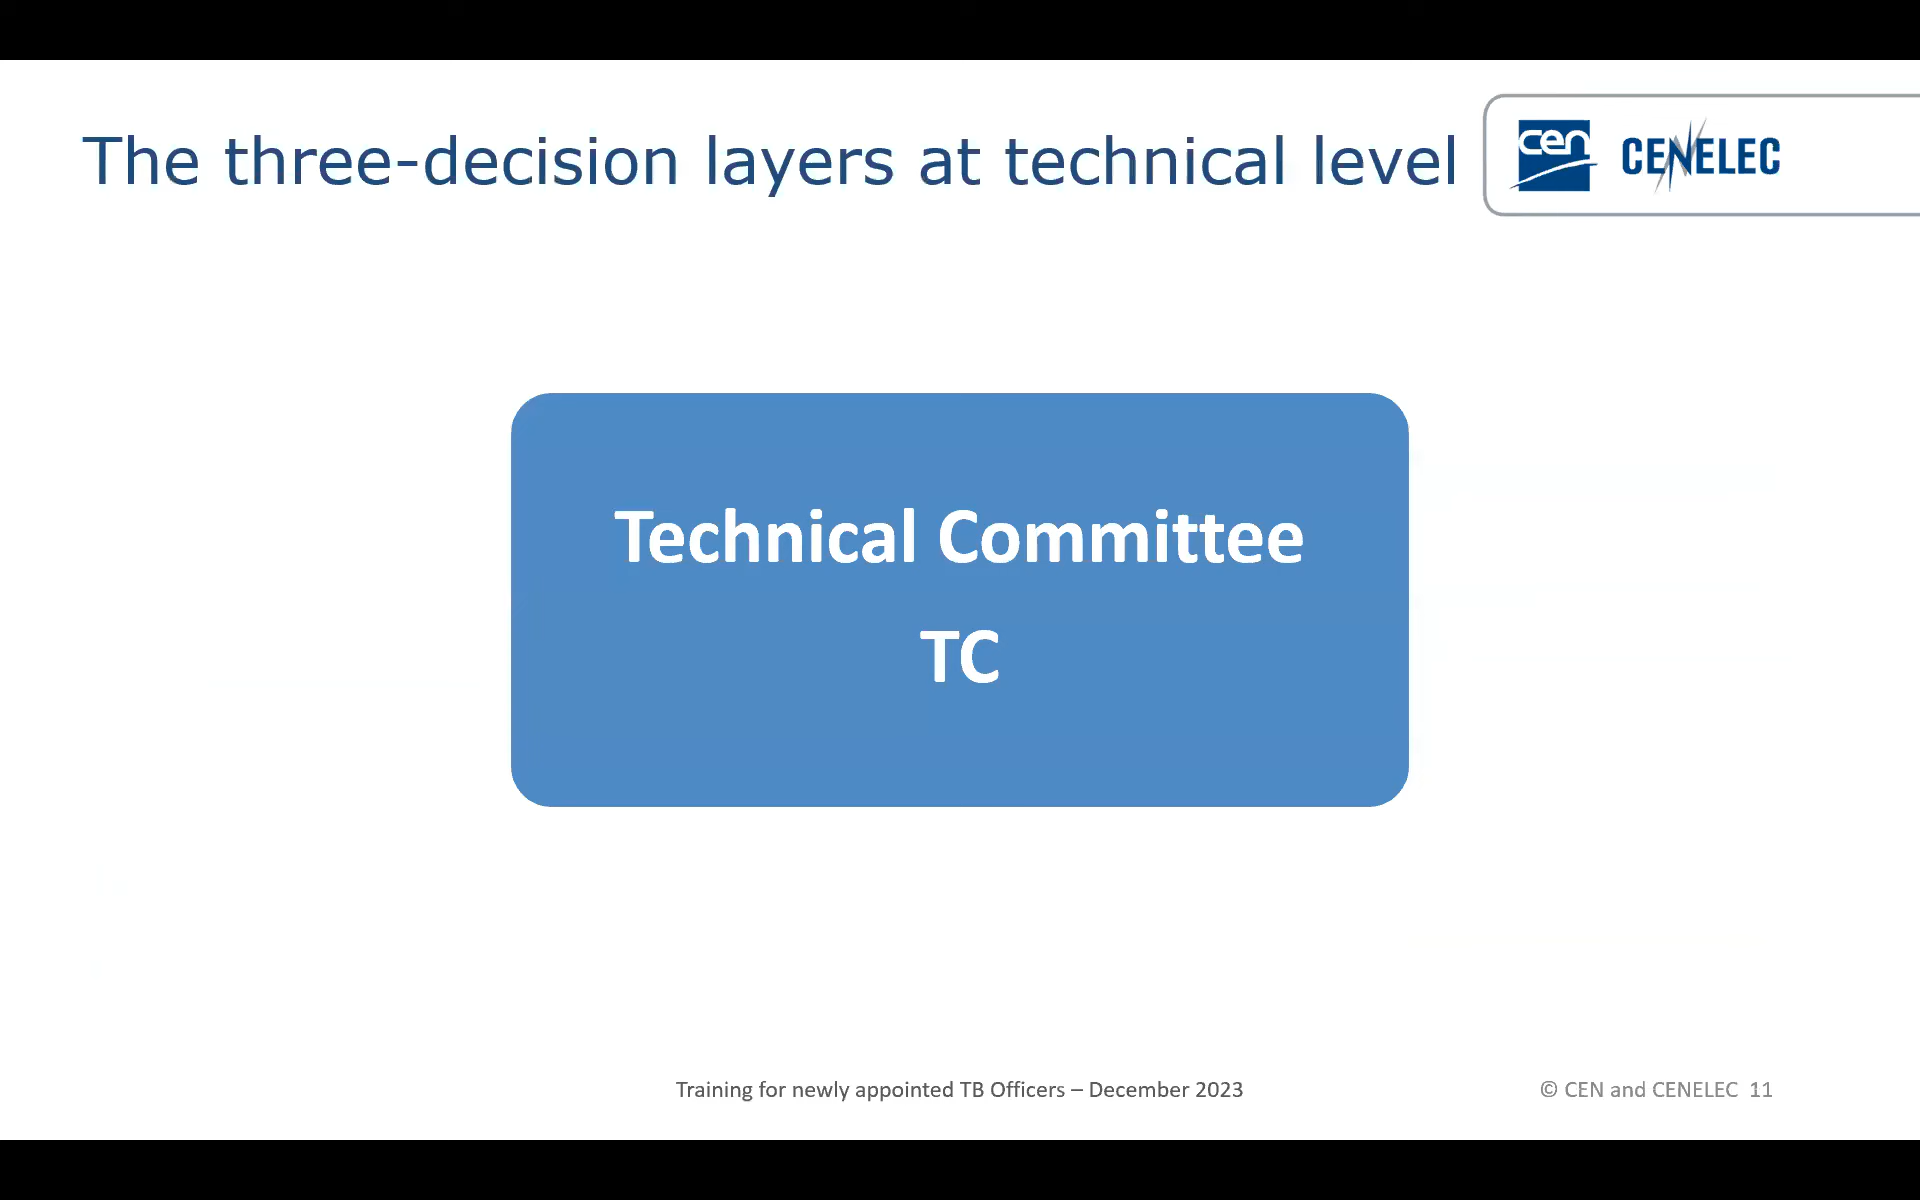 The three-decision layers at technical level
cen
CENELEC
Technical Committee
TC
Training for newly appointed TB Officers – December 2023
© CEN and CENELEC 11